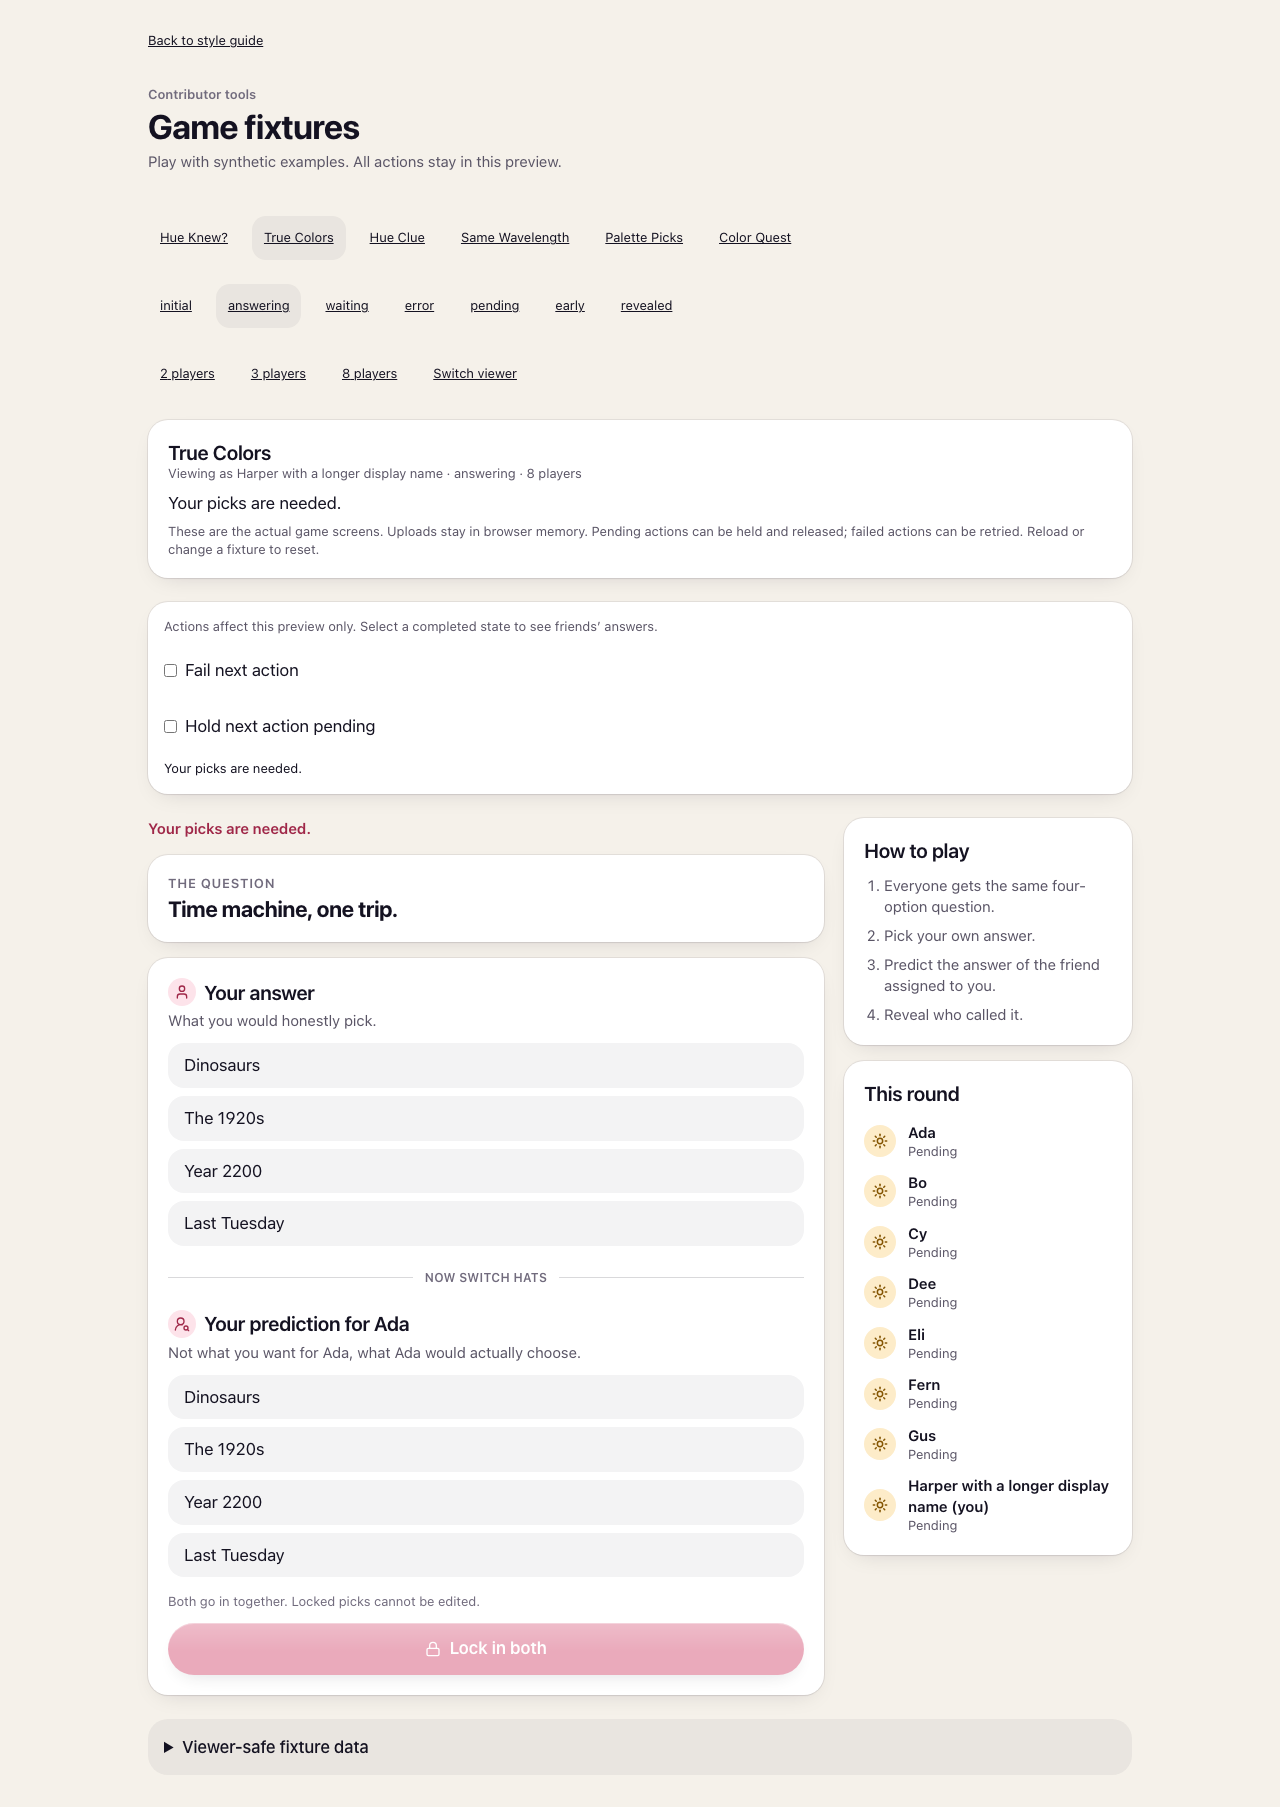 Back to style guide
Contributor tools
Game fixtures
Play with synthetic examples. All actions stay in this preview.
Hue Knew? True Colors Hue Clue Same Wavelength Palette Picks Color Quest
initial answering waiting error pending early revealed
2 players 3 players 8 players Switch viewer
True Colors
Viewing as Harper with a longer display name · answering · 8 players
Your picks are needed.
These are the actual game screens. Uploads stay in browser memory. Pending actions can be held and released; failed actions can be retried. Reload or
change a fixture to reset.
Actions affect this preview only. Select a completed state to see friends’ answers.
Fail next action
Hold next action pending
Your picks are needed.
Your picks are needed.
THE QUESTION
Time machine, one trip.
Your answer
What you would honestly pick.
Dinosaurs
The 1920s
Year 2200
Last Tuesday
NOW SWITCH HATS
Your prediction for Ada
Not what you want for Ada, what Ada would actually choose.
Dinosaurs
The 1920s
Year 2200
Last Tuesday
Both go in together. Locked picks cannot be edited.
Lock in both
How to play
1. Everyone gets the same four-
option question.
2. Pick your own answer.
3. Predict the answer of the friend
assigned to you.
4. Reveal who called it.
This round
Ada
Pending
Bo
Pending
Cy
Pending
Dee
Pending
Eli
Pending
Fern
Pending
Gus
Pending
Harper with a longer display
name (you)
Pending
Viewer-safe fixture data